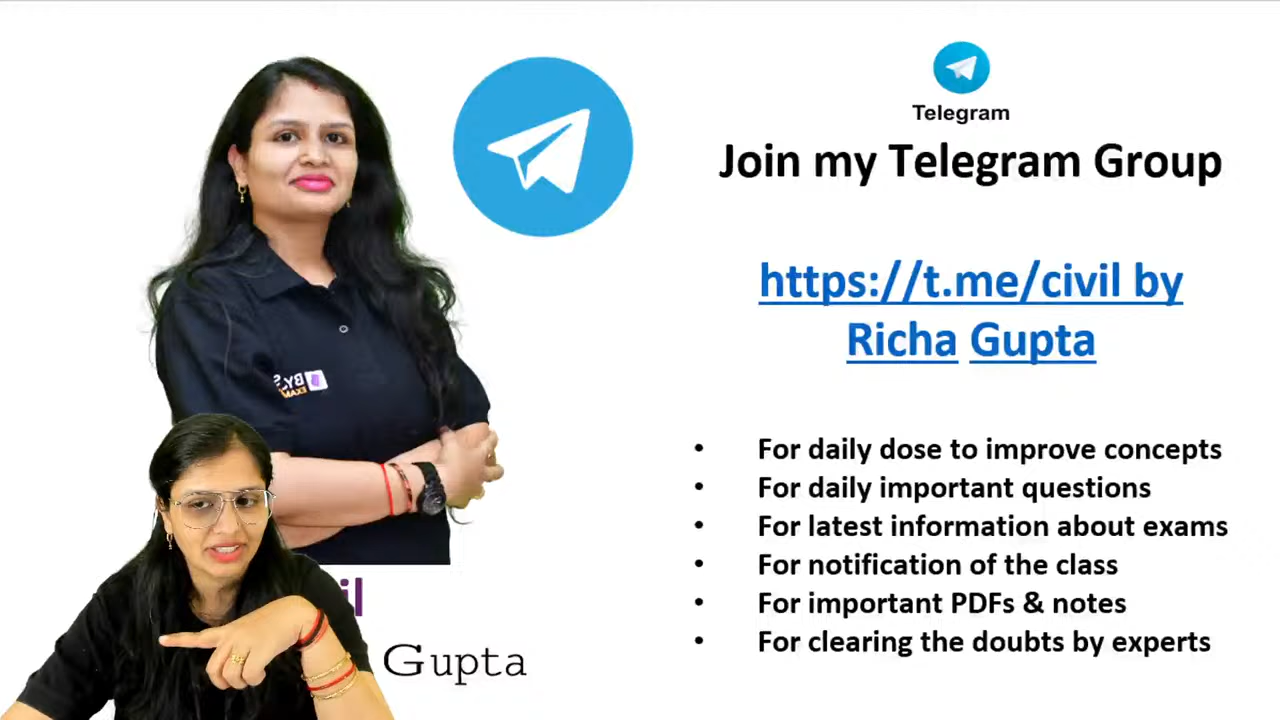 Telegram
Join my Telegram Group
https://t.me/civil by
Richa Gupta
• For daily dose to improve concepts
• For daily important questions
• For latest information about exams
• For notification of the class
• For important PDFs & notes
• For clearing the doubts by experts
Gupta